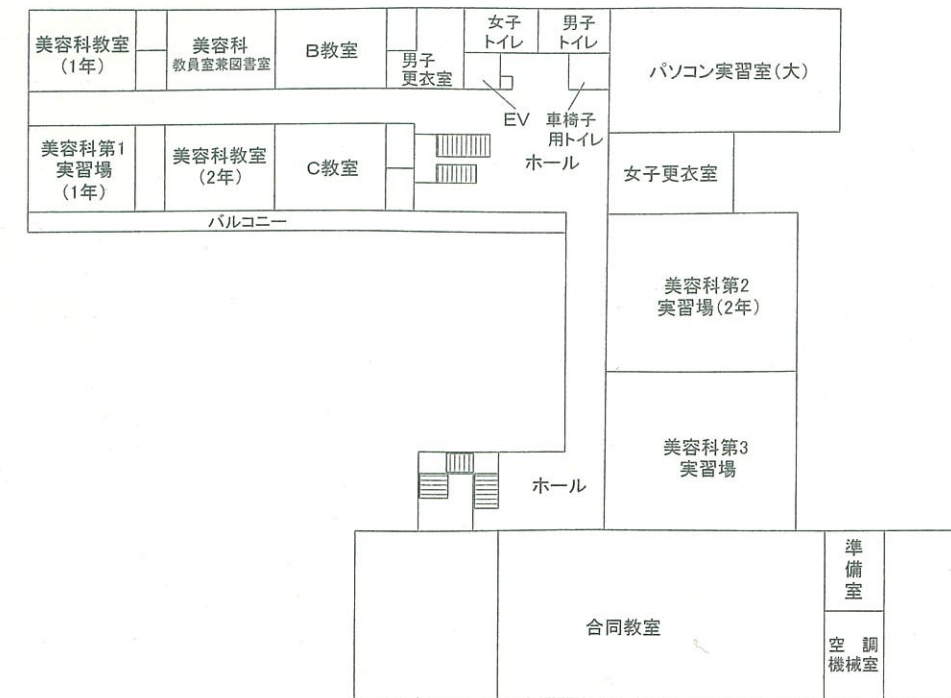 美容科教室
(1年)
美容科
教員室兼図書室
B教室
男子
更衣室
女子
トイレ
男子
トイレ
パソコン実習室(大)
EV
車椅子
用トイレ
ホール
美容科第1
実習場
(1年)
美容科教室
(2年)
C教室
女子更衣室
バルコニー
美容科第2
実習場(2年)
美容科第3
実習場
ホール
準
備
室
合同教室
空 調
機械室